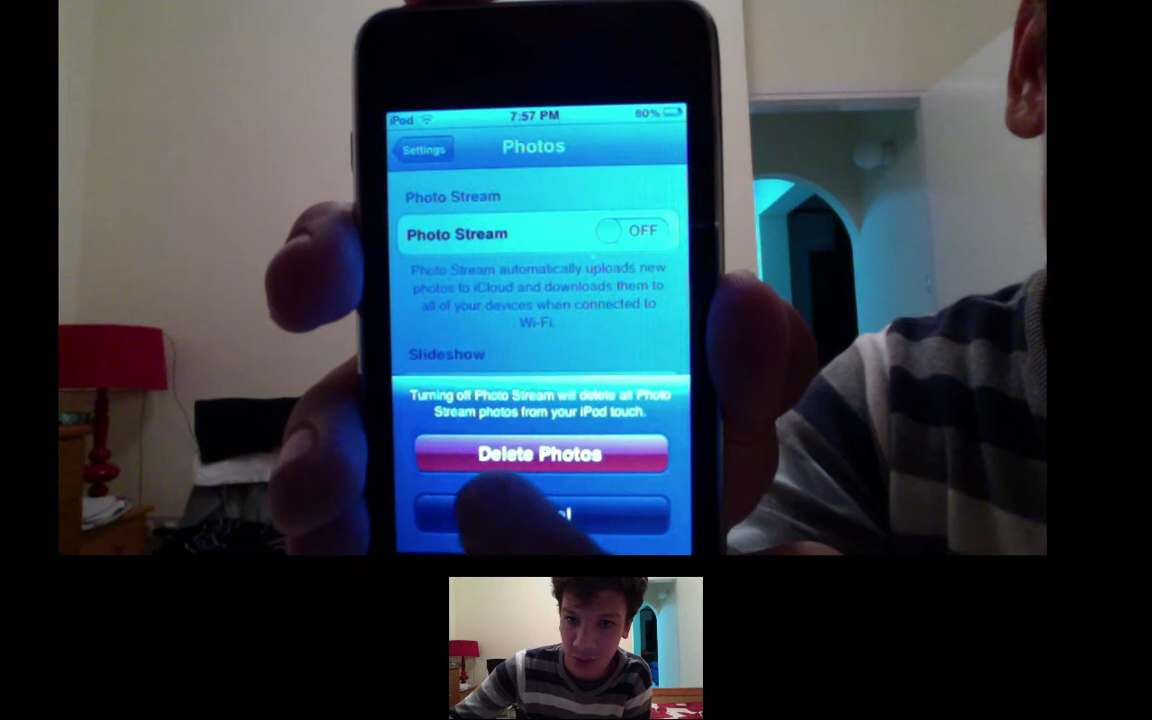 iPod 7:57 PM 80%
Settings Photos
Photo Stream
Photo Stream OFF
Photo Stream automatically uploads new
photos to iCloud and downloads them to
all of your devices when connected to
Wi-Fi.
Slideshow
Turning off Photo Stream will delete all Photo
Stream photos from your iPod touch.
Delete Photos